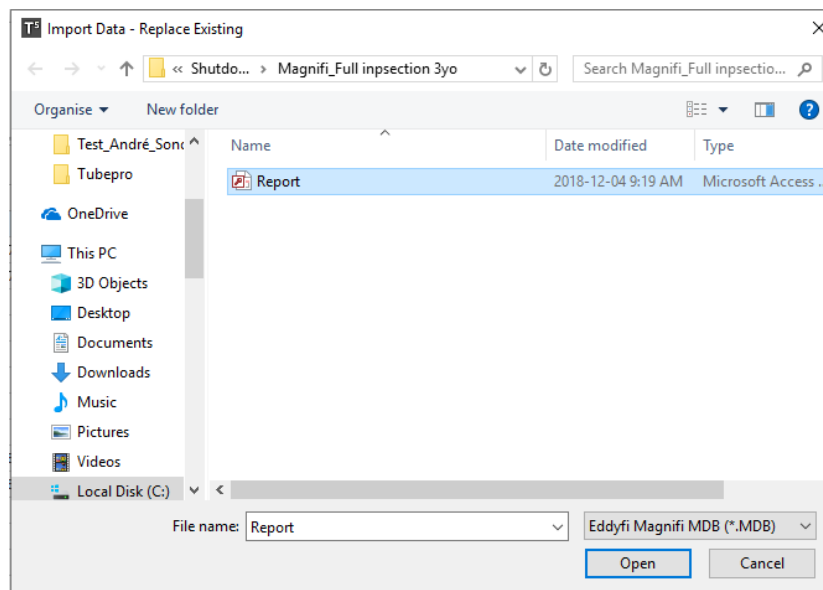 T5 Import Data - Replace Existing
« Shutdo... > Magnifi_Full inpsection 3yo
Search Magnifi_Full inpsectio...
Organise
New folder
?
Test_André_Sond
Tubepro
OneDrive
This PC
3D Objects
Desktop
Documents
Downloads
Music
Pictures
Videos
Local Disk (C:)
Name
Date modified
Type
Report
2018-12-04 9:19 AM
Microsoft Access ..
File name:
Report
Eddyfi Magnifi MDB (*.MDB)
Open
Cancel